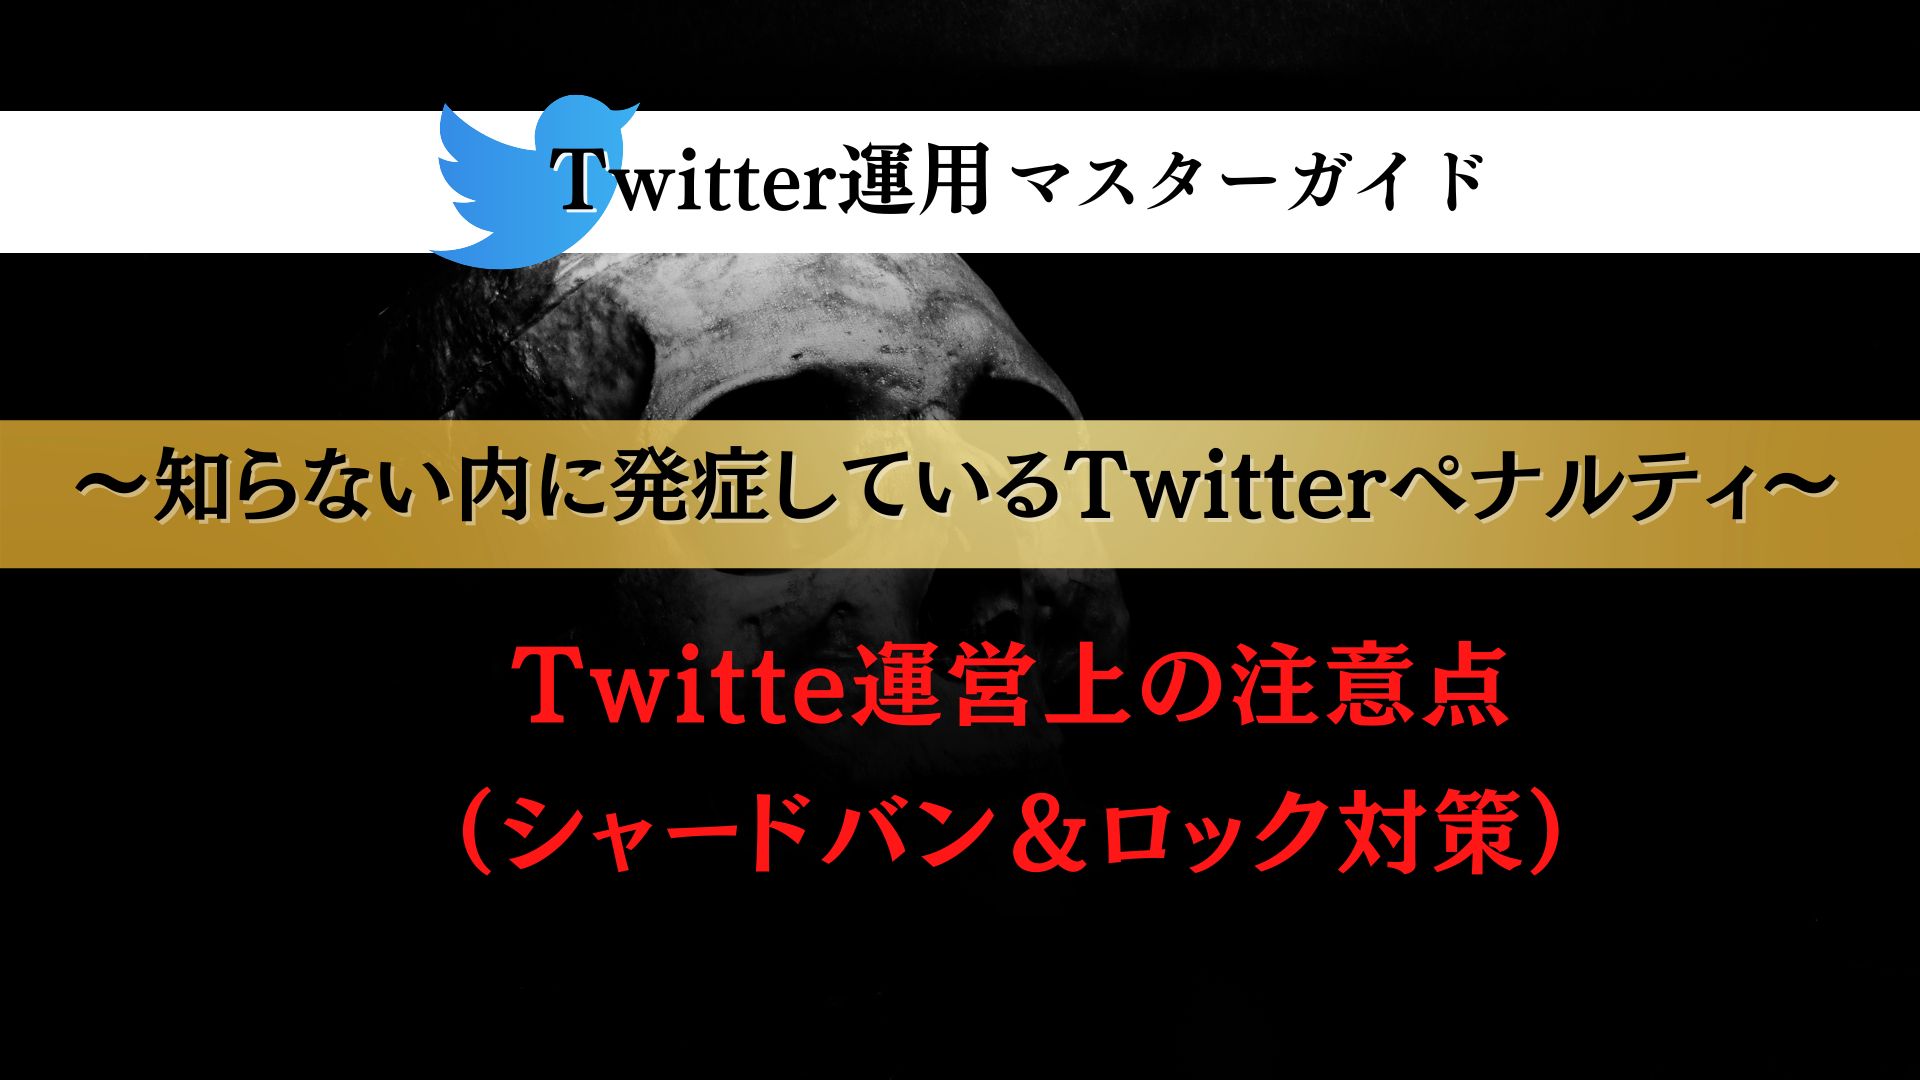 Twitter運用マスターガイド
～知らない内に発症しているTwitterペナルティ～
Twitte運営上の注意点
（シャードバン＆ロック対策）